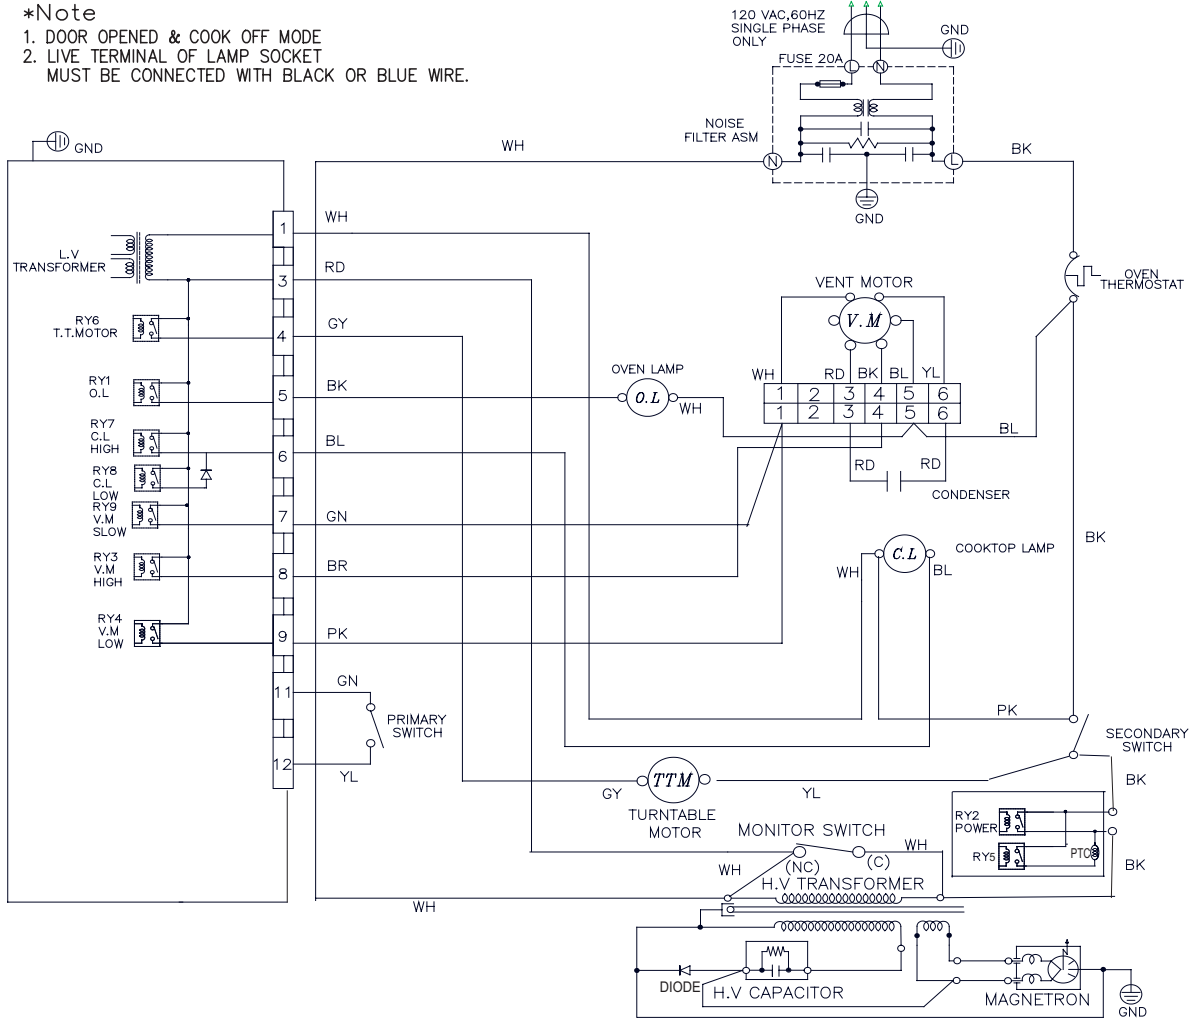 *Note
1. DOOR OPENED & COOK OFF MODE
2. LIVE TERMINAL OF LAMP SOCKET
MUST BE CONNECTED WITH BLACK OR BLUE WIRE.
120 VAC,60HZ
SINGLE PHASE
ONLY
GND
FUSE 20A
L
N
NOISE
FILTER ASM
N
L
GND
WH
BK
GND
L.V
TRANSFORMER
RY6
T.T.MOTOR
RY1
O.L
RY7
C.L
HIGH
RY8
C.L
LOW
RY9
V.M
SLOW
RY3
V.M
HIGH
RY4
V.M
LOW
1
3
4
5
6
7
8
9
11
12
WH
RD
GY
BK
BL
GN
BR
PK
GN
YL
PRIMARY
SWITCH
OVEN LAMP
O.L
WH
VENT MOTOR
V.M
WH
RD
BK
BL
YL
1 2 3 4 5 6
1 2 3 4 5 6
BL
RD
RD
CONDENSER
OVEN
THERMOSTAT
BK
C.L
COOKTOP LAMP
WH
BL
PK
SECONDARY
SWITCH
BK
GY
TTM
YL
TURNTABLE
MOTOR
RY2
POWER
RY5
PTC
BK
MONITOR SWITCH
(NC)
(C)
WH
WH
H.V TRANSFORMER
WH
DIODE
H.V CAPACITOR
MAGNETRON
GND